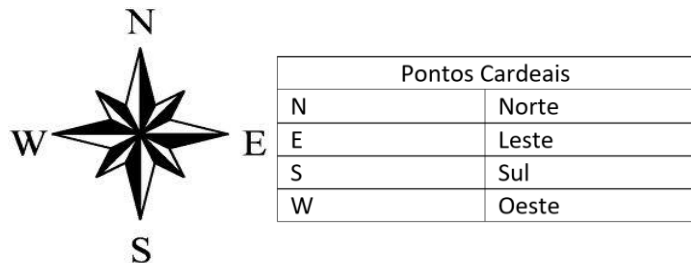 N
W
E
S
Pontos Cardeais
N Norte
E Leste
S Sul
W Oeste